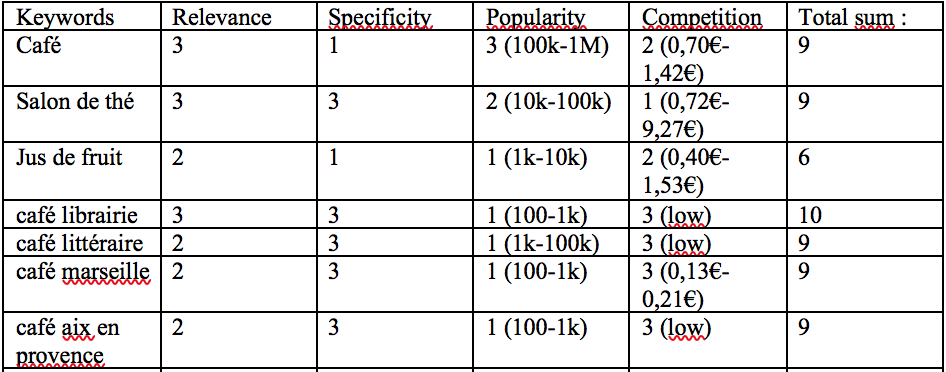 Keywords Relevance Specificity Popularity Competition Total sum :
Café 3 1 3 (100k-1M) 2 (0,70€-
1,42€) 9
Salon de thé 3 3 2 (10k-100k) 1 (0,72€-
9,27€) 9
Jus de fruit 2 1 1 (1k-10k) 2 (0,40€-
1,53€) 6
café librairie 3 3 1 (100-1k) 3 (low) 10
café littéraire 2 3 1 (1k-100k) 3 (low) 9
café marseille 2 3 1 (100-1k) 3 (0,13€-
0,21€) 9
café aix en
provence 2 3 1 (100-1k) 3 (low) 9